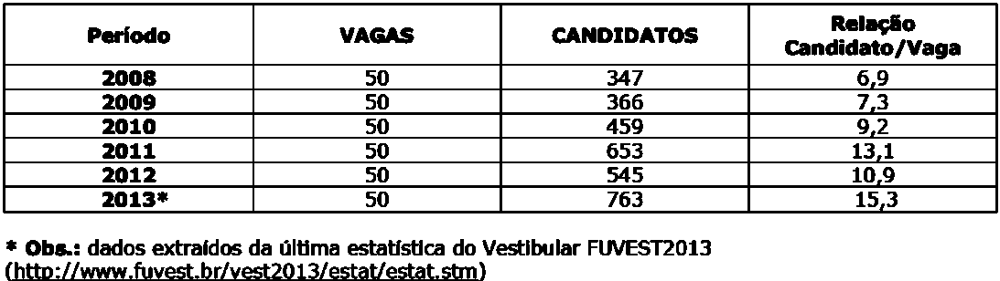 Período VAGAS CANDIDATOS Relação Candidato/Vaga
2008 50 347 6,9
2009 50 366 7,3
2010 50 459 9,2
2011 50 653 13,1
2012 50 545 10,9
2013* 50 763 15,3
* Obs.: dados extraídos da última estatística do Vestibular FUVEST2013
(http://www.fuvest.br/vest2013/estat/estat.stm)